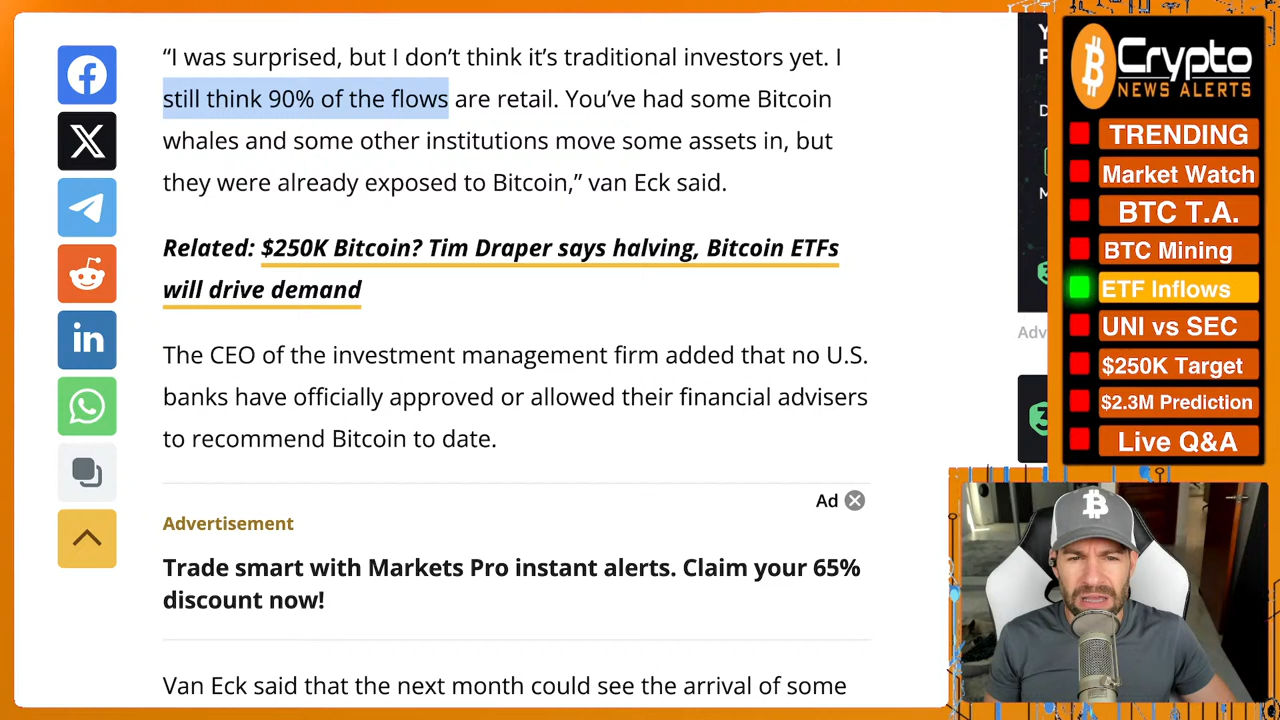 “I was surprised, but I don’t think it’s traditional investors yet. I
still think 90% of the flows are retail. You’ve had some Bitcoin
whales and some other institutions move some assets in, but
they were already exposed to Bitcoin,” van Eck said.
Related: $250K Bitcoin? Tim Draper says halving, Bitcoin ETFs
will drive demand
The CEO of the investment management firm added that no U.S.
banks have officially approved or allowed their financial advisers
to recommend Bitcoin to date.
Ad
Advertisement
Trade smart with Markets Pro instant alerts. Claim your 65%
discount now!
Van Eck said that the next month could see the arrival of some
Adv
Crypto
NEWS ALERTS
TRENDING
Market Watch
BTC T.A.
BTC Mining
ETF Inflows
UNI vs SEC
$250K Target
$2.3M Prediction
Live Q&A